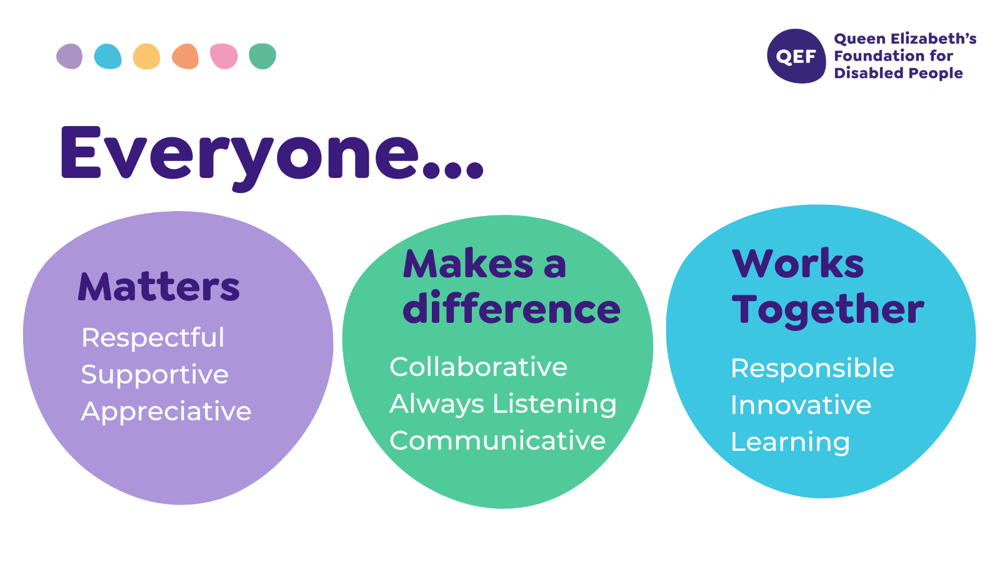 QEF
Queen Elizabeth’s
Foundation for
Disabled People
Everyone...
Matters
Respectful
Supportive
Appreciative
Makes a
difference
Collaborative
Always Listening
Communicative
Works
Together
Responsible
Innovative
Learning